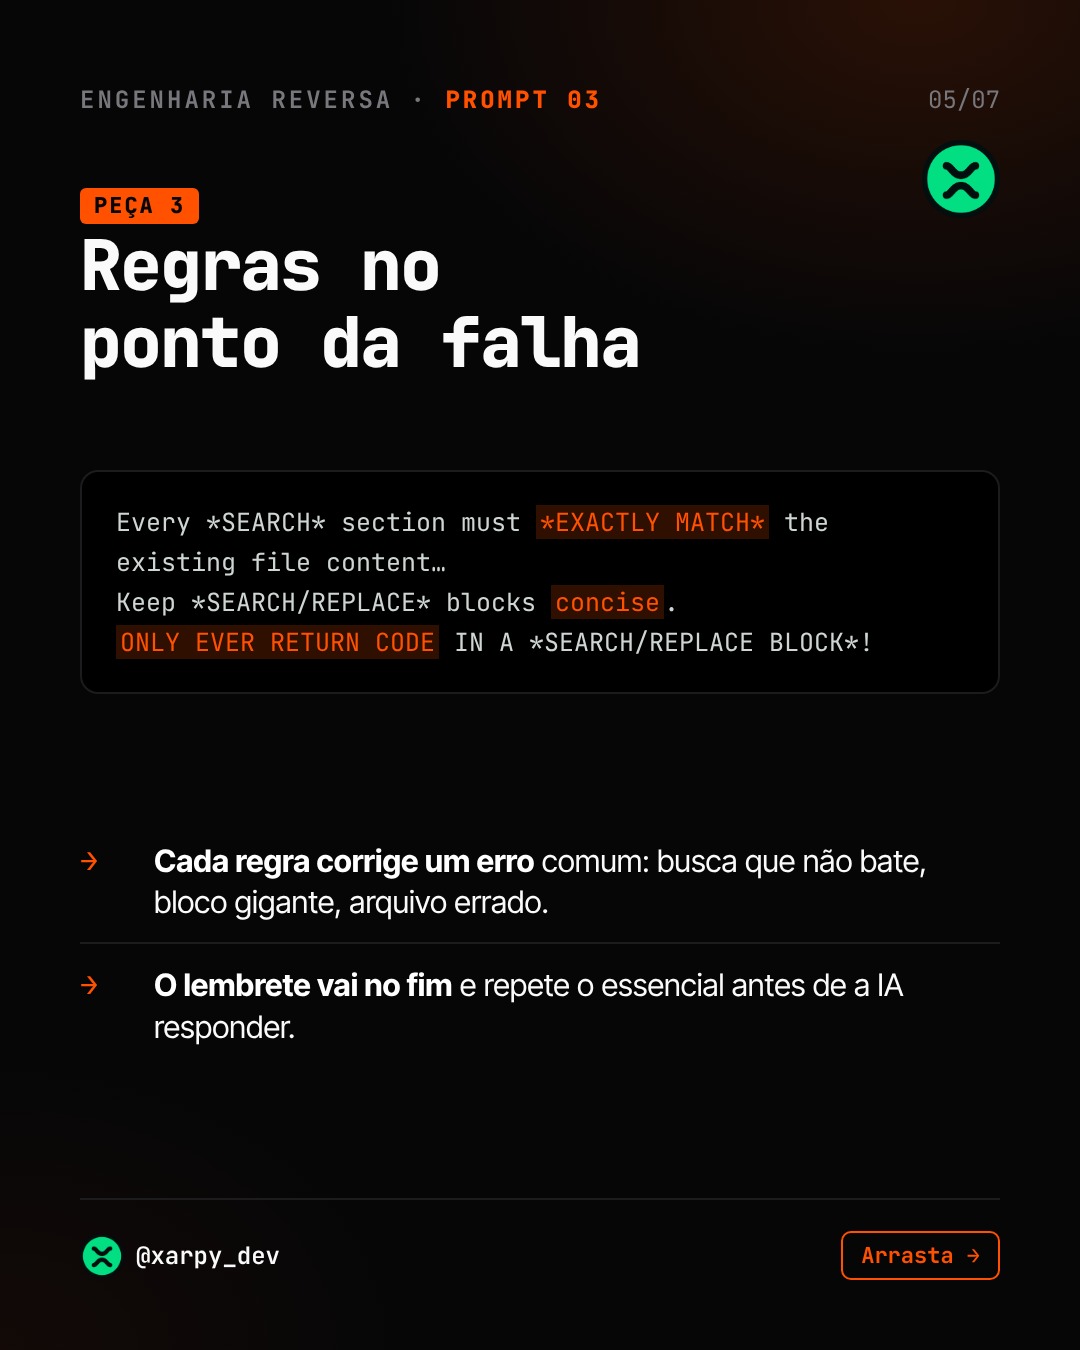 ENGENHARIA REVERSA · PROMPT 03
05/07
PEÇA 3
Regras no
ponto da falha
Every *SEARCH* section must *EXACTLY MATCH* the
existing file content…
Keep *SEARCH/REPLACE* blocks concise.
ONLY EVER RETURN CODE IN A *SEARCH/REPLACE BLOCK*!
→ Cada regra corrige um erro comum: busca que não bate,
bloco gigante, arquivo errado.
→ O lembrete vai no fim e repete o essencial antes de a IA
responder.
@xarpy_dev
Arrasta →